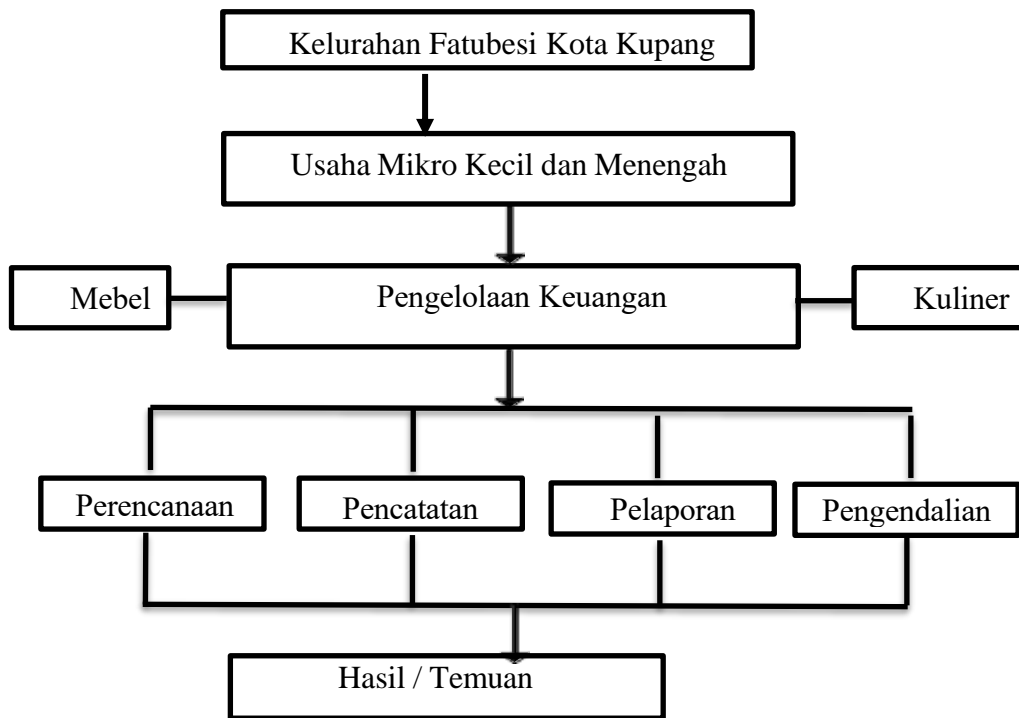 Kelurahan Fatubesi Kota Kupang
Usaha Mikro Kecil dan Menengah
Mebel
Pengelolaan Keuangan
Kuliner
Perencanaan
Pencatatan
Pelaporan
Pengendalian
Hasil / Temuan